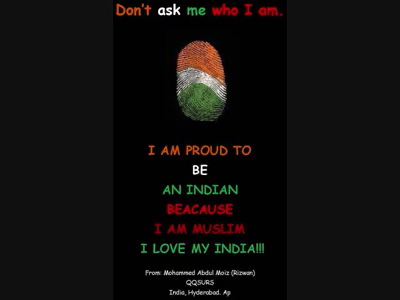 Don't ask me who I am.
I AM PROUD TO
BE
AN INDIAN
BEACAUSE
I AM MUSLIM
I LOVE MY INDIA!!!
From: Mohammed Abdul Moiz (Rizwan)
QQSURS
India, Hyderabad. Ap